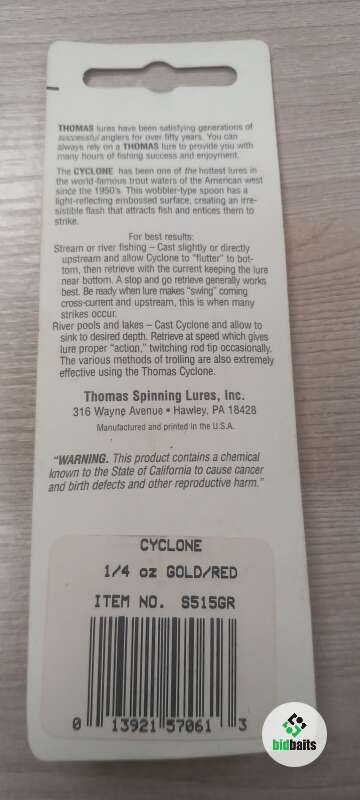 THOMAS lures have been satisfying generations of
successful anglers for over fifty years. You can
always rely on a THOMAS lure to provide you with
many hours of fishing success and enjoyment.
The CYCLONE has been one of the hottest lures in
the world-famous trout waters of the American west
since the 1950's. This wobbler-type spoon has a
light-reflecting embossed surface, creating an irre-
sistible flash that attracts fish and entices them to
strike.
For best results:
Stream or river fishing – Cast slightly or directly
upstream and allow Cyclone to "flutter" to bot-
tom, then retrieve with the current keeping the lure
near bottom. A stop and go retrieve generally works
best. Be ready when lure makes "swing" coming
cross-current and upstream, this is when many
strikes occur.
River pools and lakes – Cast Cyclone and allow to
sink to desired depth. Retrieve at speed which gives
lure proper "action," twitching rod tip occasionally.
The various methods of trolling are also extremely
effective using the Thomas Cyclone.
Thomas Spinning Lures, Inc.
316 Wayne Avenue • Hawley, PA 18428
Manufactured and printed in the U.S.A.
"WARNING. This product contains a chemical
known to the State of California to cause cancer
and birth defects and other reproductive harm."
CYCLONE
1/4 oz GOLD/RED
ITEM NO. S515GR
0 13921 57061 3
bidbaits